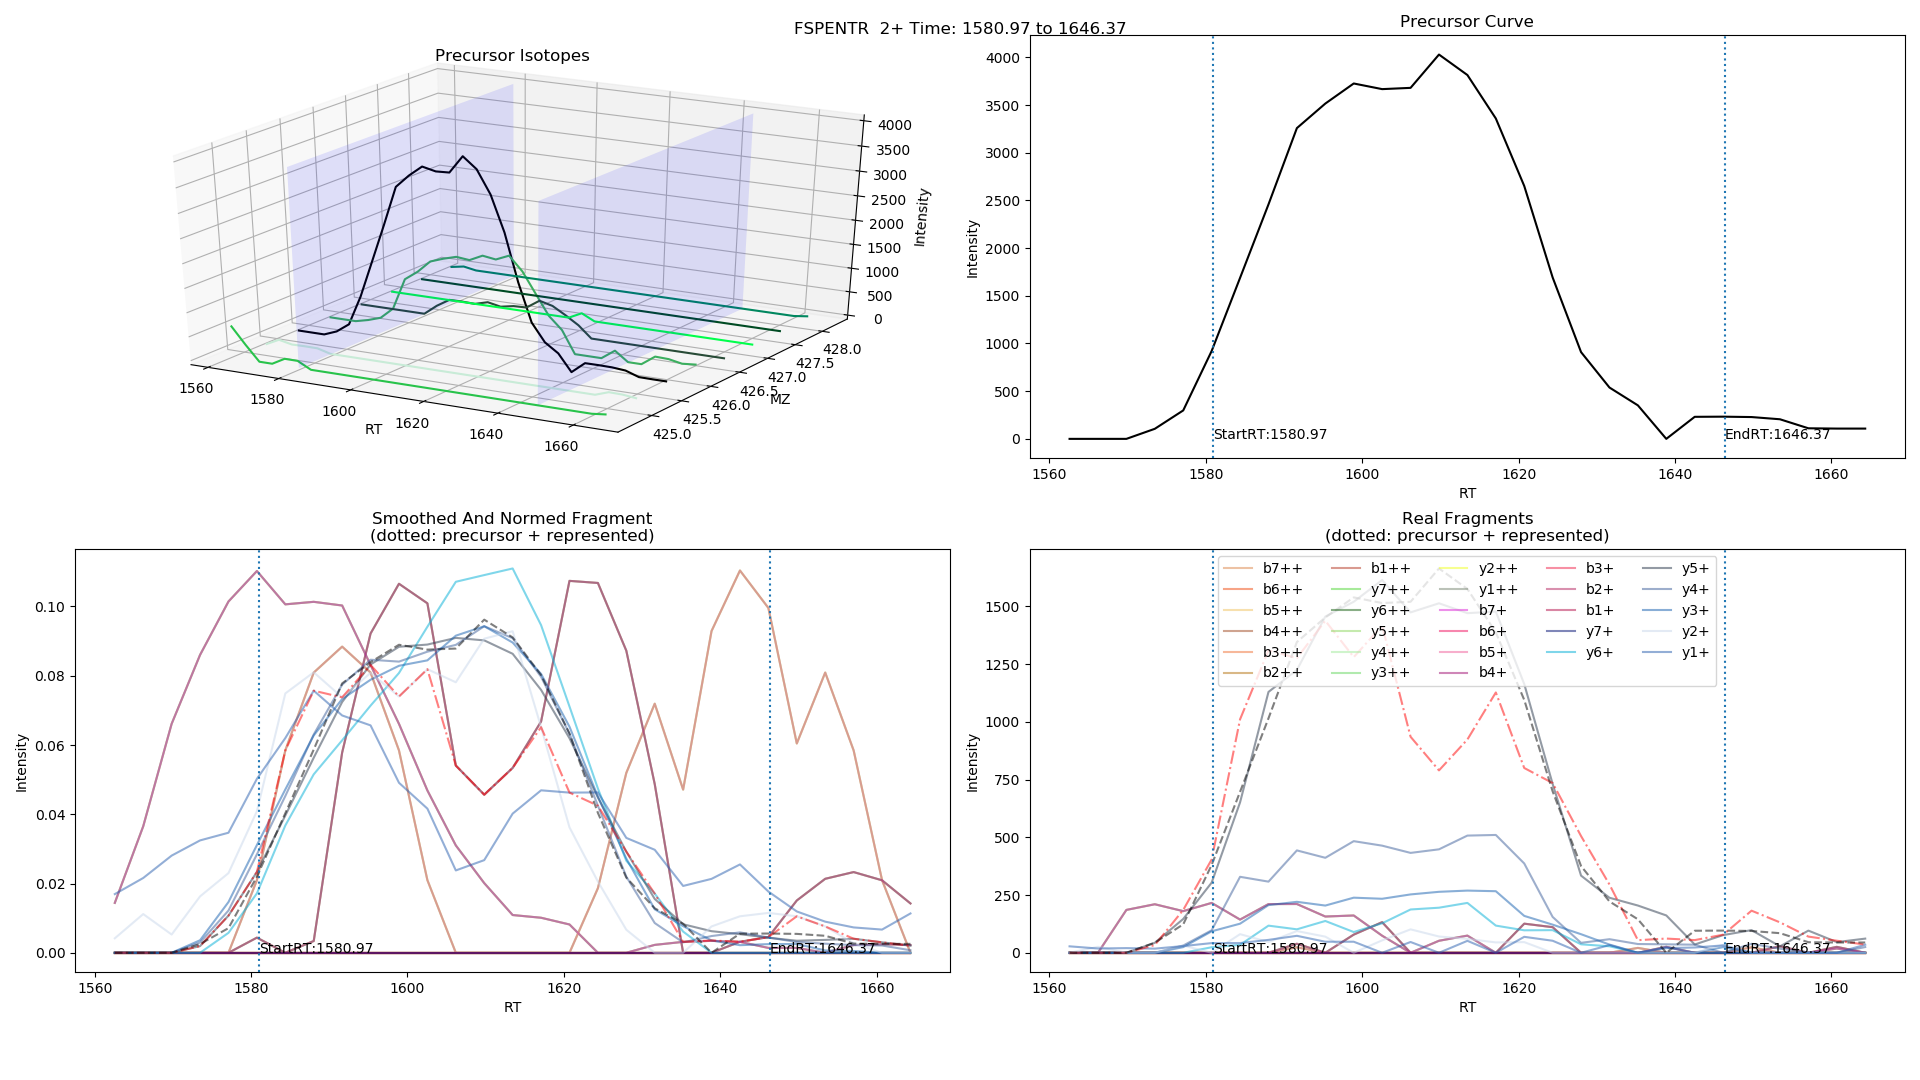 FSPENTR  2+ Time: 1580.97 to 1646.37
Precursor Isotopes
4000
3500
3000
2500
2000
1500
1000
500
0
Intensity
1560
1580
1600
1620
1640
1660
RT
425.0
425.5
426.0
426.5
427.0
427.5
428.0
MZ
Precursor Curve
4000
3500
3000
2500
2000
1500
1000
500
0
Intensity
StartRT:1580.97
EndRT:1646.37
1560
1580
1600
1620
1640
1660
RT
Smoothed And Normed Fragment
(dotted: precursor + represented)
0.10
0.08
0.06
0.04
0.02
0.00
Intensity
StartRT:1580.97
EndRT:1646.37
1560
1580
1600
1620
1640
1660
RT
Real Fragments
(dotted: precursor + represented)
b7++
b6++
b5++
b4++
b3++
b2++
b1++
y7++
y6++
y5++
y4++
y3++
y2++
y1++
b7+
b6+
b5+
b4+
b3+
b2+
b1+
y7+
y6+
y5+
y4+
y3+
y2+
y1+
1500
1250
1000
750
500
250
0
Intensity
StartRT:1580.97
EndRT:1646.37
1560
1580
1600
1620
1640
1660
RT